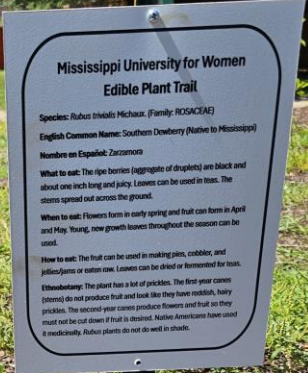 Mississippi University for Women
Edible Plant Trail
Species: Rubus trivialis Michaux. (Family: ROSACEAE)
English Common Name: Southern Dewberry (Native to Mississippi)
Nombre en Español: Zarzamora
What to eat: The ripe borries (aggregate of druplets) are black and
about one inch long and juicy. Leaves can be used in teas. The
stems spread out across the ground.
When to eat: Flowers form in early spring and fruit can form in April
and May. Young, new growth leaves throughout the season can be
used.
How to eat: The fruit can be used in making pies, cobbler, and
jellies/jams or eaten raw. Leaves can be dried or fermented for teas.
Ethnobotany: The plant has a lot of prickles. The first-year canes
(stems) do not produce fruit and look like they have reddish, hairy
prickles. The second-year canes produce flowers and fruit so they
must not be cut down if fruit is desired. Native Americans have used
it medicinally. Rubus plants do not do well in shade.